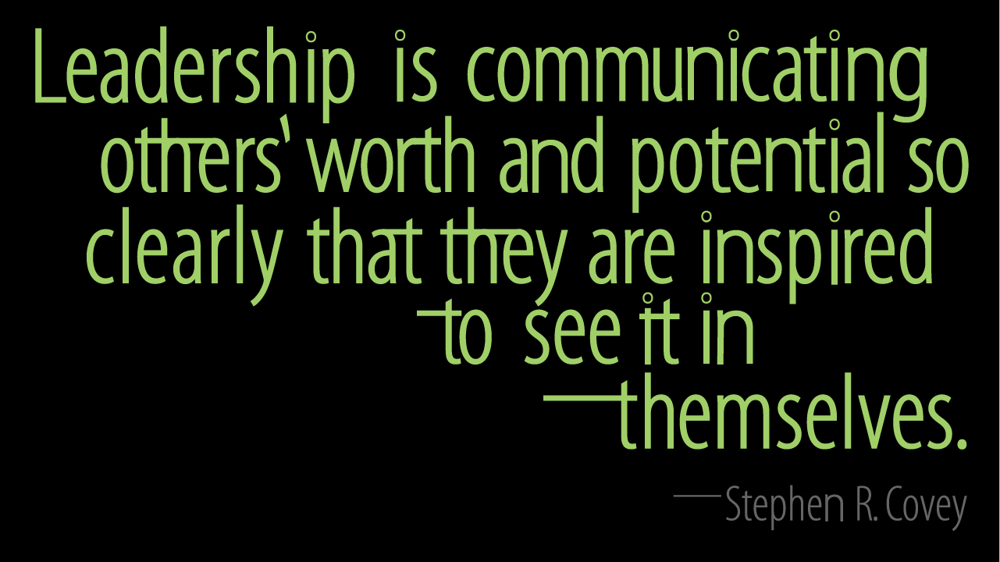 Leadership is communicating
others' worth and potential so
clearly that they are inspired
to see it in
themselves.
—Stephen R. Covey